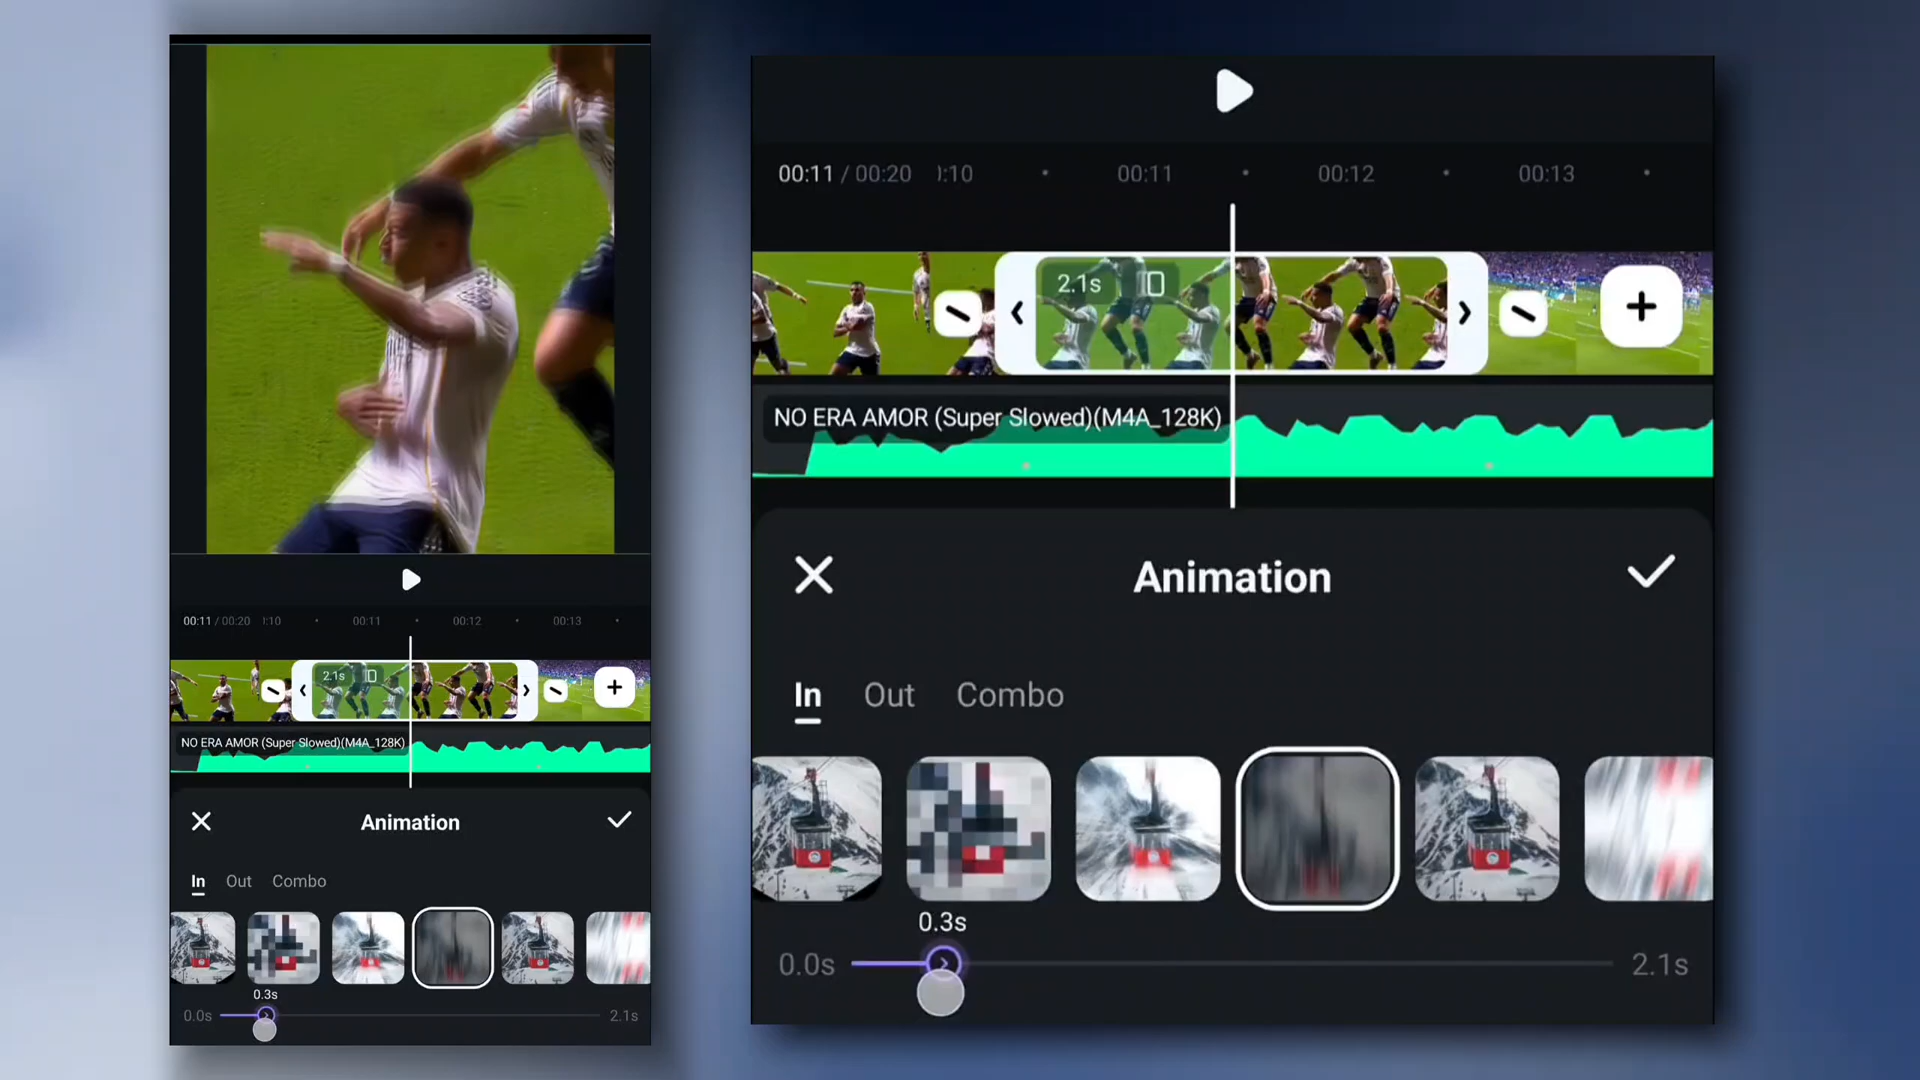 00:11 / 00:20 :10 00:11 00:12 00:13
2.1s
NO ERA AMOR (Super Slowed)(M4A_128K)
Animation
In Out Combo
0.3s
0.0s 2.1s
00:11 / 00:20 :10 00:11 00:12 00:13
2.1s
NO ERA AMOR (Super Slowed)(M4A_128K)
Animation
In Out Combo
0.3s
0.0s 2.1s